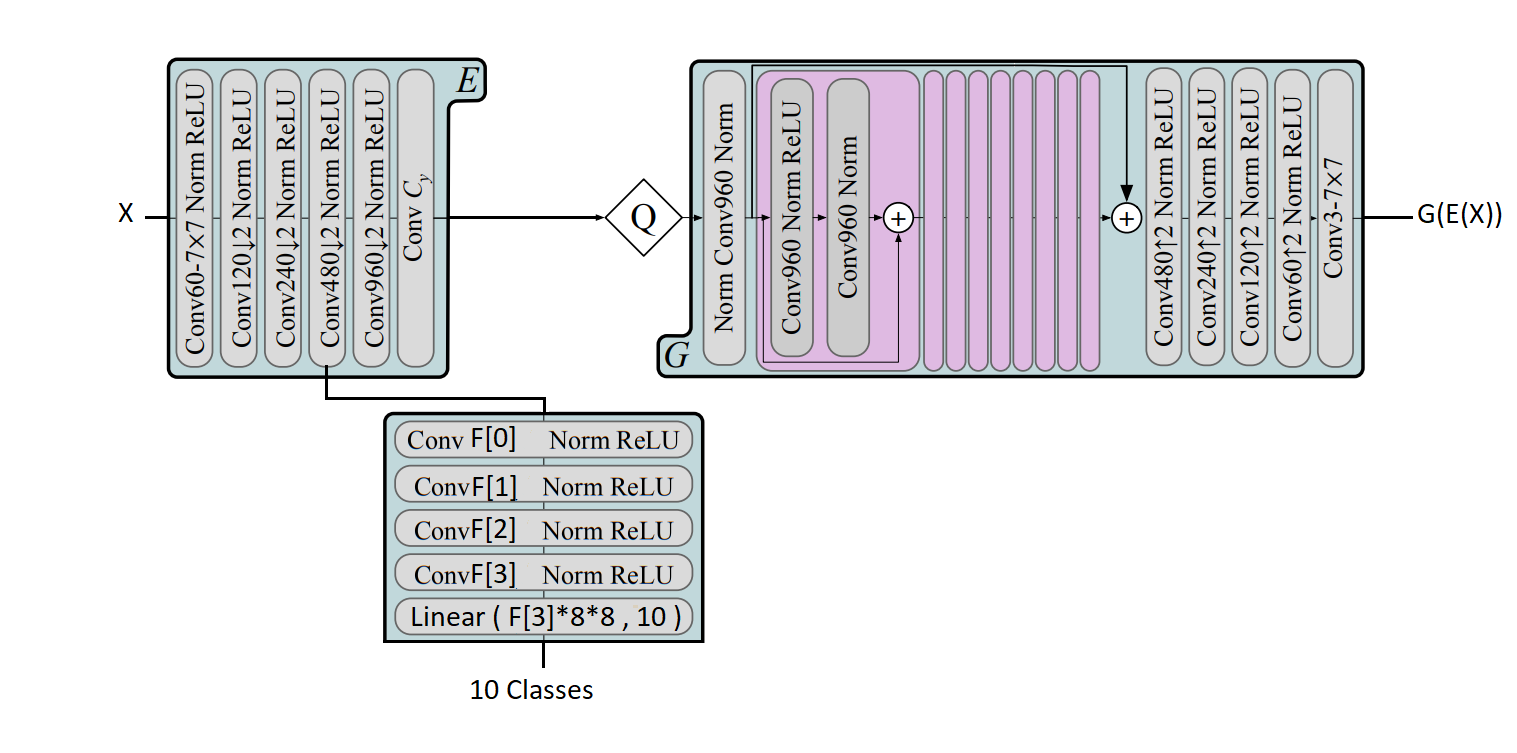 X
Conv60-7×7 Norm ReLU
Conv120↓2 Norm ReLU
Conv240↓2 Norm ReLU
Conv480↓2 Norm ReLU
Conv960↓2 Norm ReLU
Conv Cy
E
Q
G
Norm Conv960 Norm
Conv960 Norm ReLU
Conv960 Norm
+
+
Conv480↑2 Norm ReLU
Conv240↑2 Norm ReLU
Conv120↑2 Norm ReLU
Conv60↑2 Norm ReLU
Conv3-7×7
G(E(X))
Conv F[0] Norm ReLU
ConvF[1] Norm ReLU
ConvF[2] Norm ReLU
ConvF[3] Norm ReLU
Linear ( F[3]*8*8 , 10 )
10 Classes